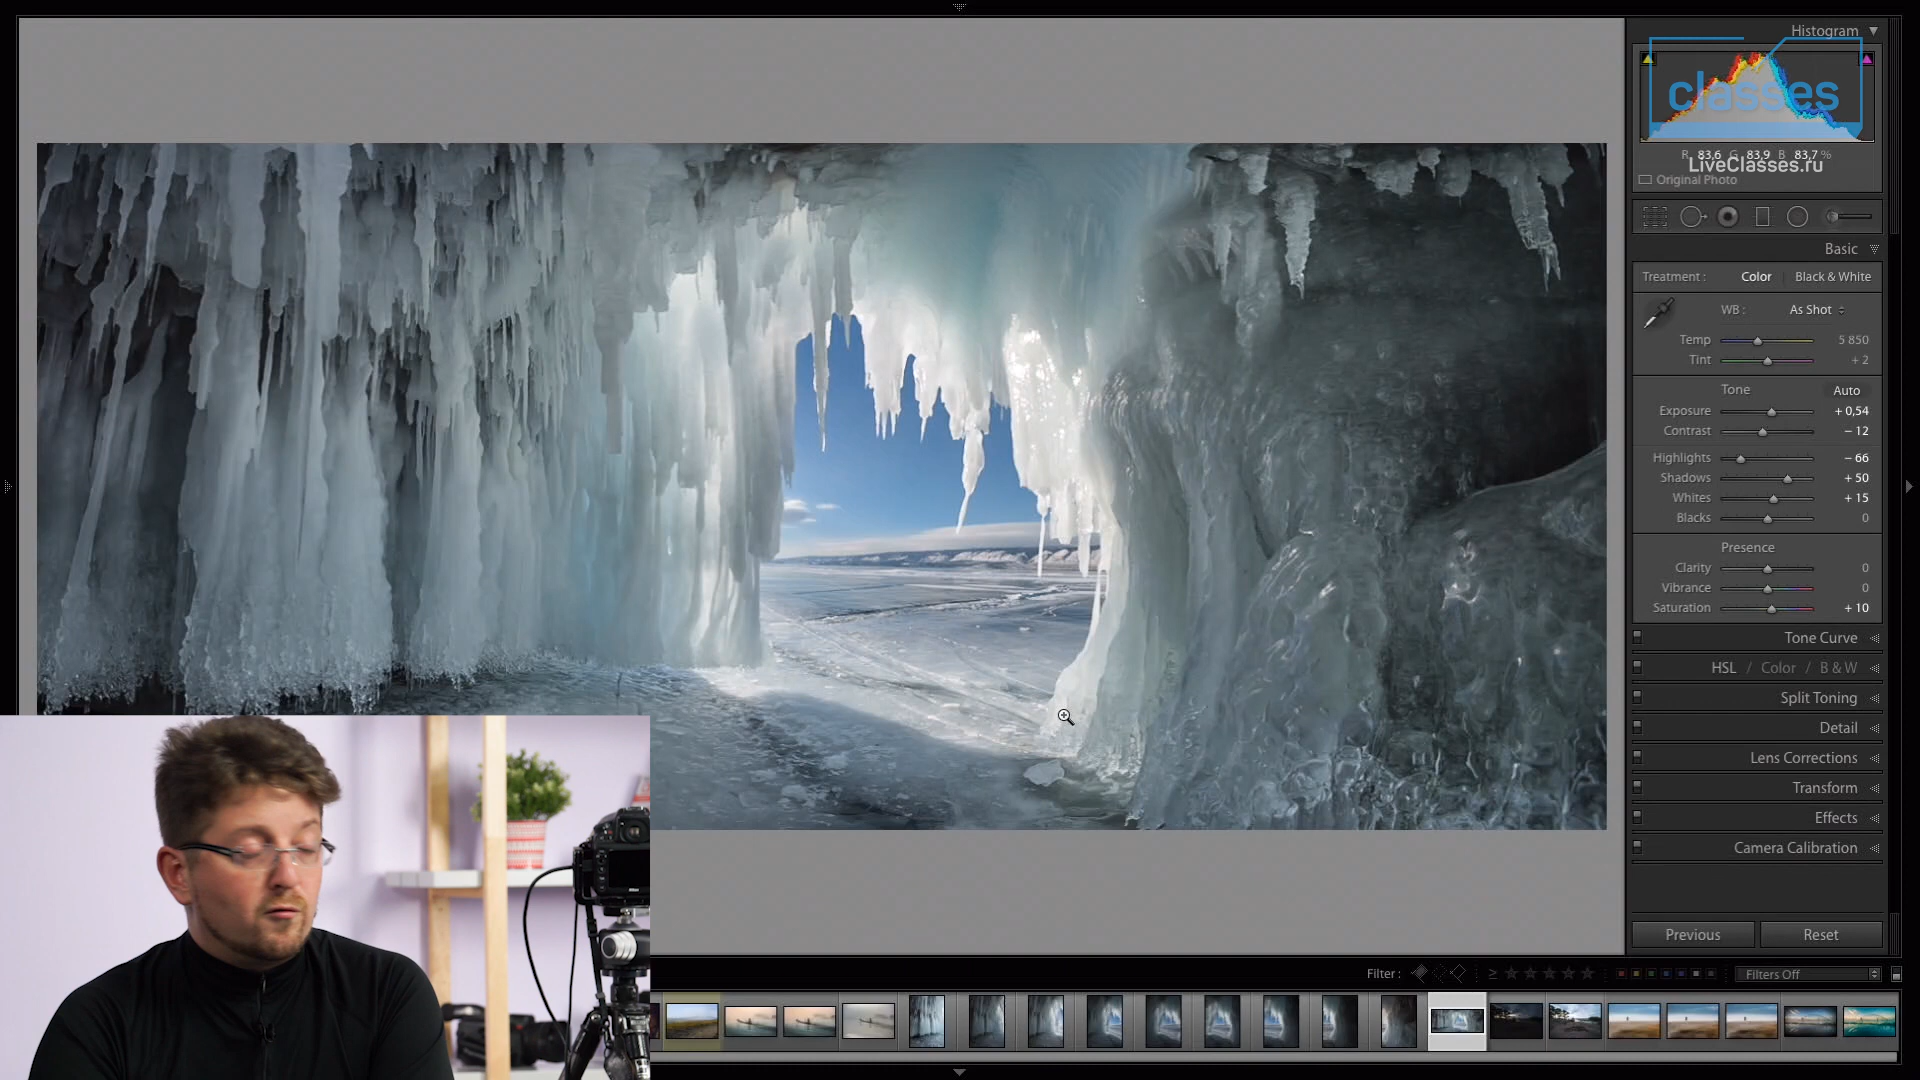 Histogram
classes
R 83,6 G 83,9 B 83,7 %
LiveClasses.ru
Original Photo
Basic
Treatment : Color Black & White
WB : As Shot
Temp 5 850
Tint + 2
Tone Auto
Exposure + 0,54
Contrast – 12
Highlights – 66
Shadows + 50
Whites + 15
Blacks 0
Presence
Clarity 0
Vibrance 0
Saturation + 10
Tone Curve
HSL / Color / B & W
Split Toning
Detail
Lens Corrections
Transform
Effects
Camera Calibration
Previous Reset
Filter : ≥ Filters Off